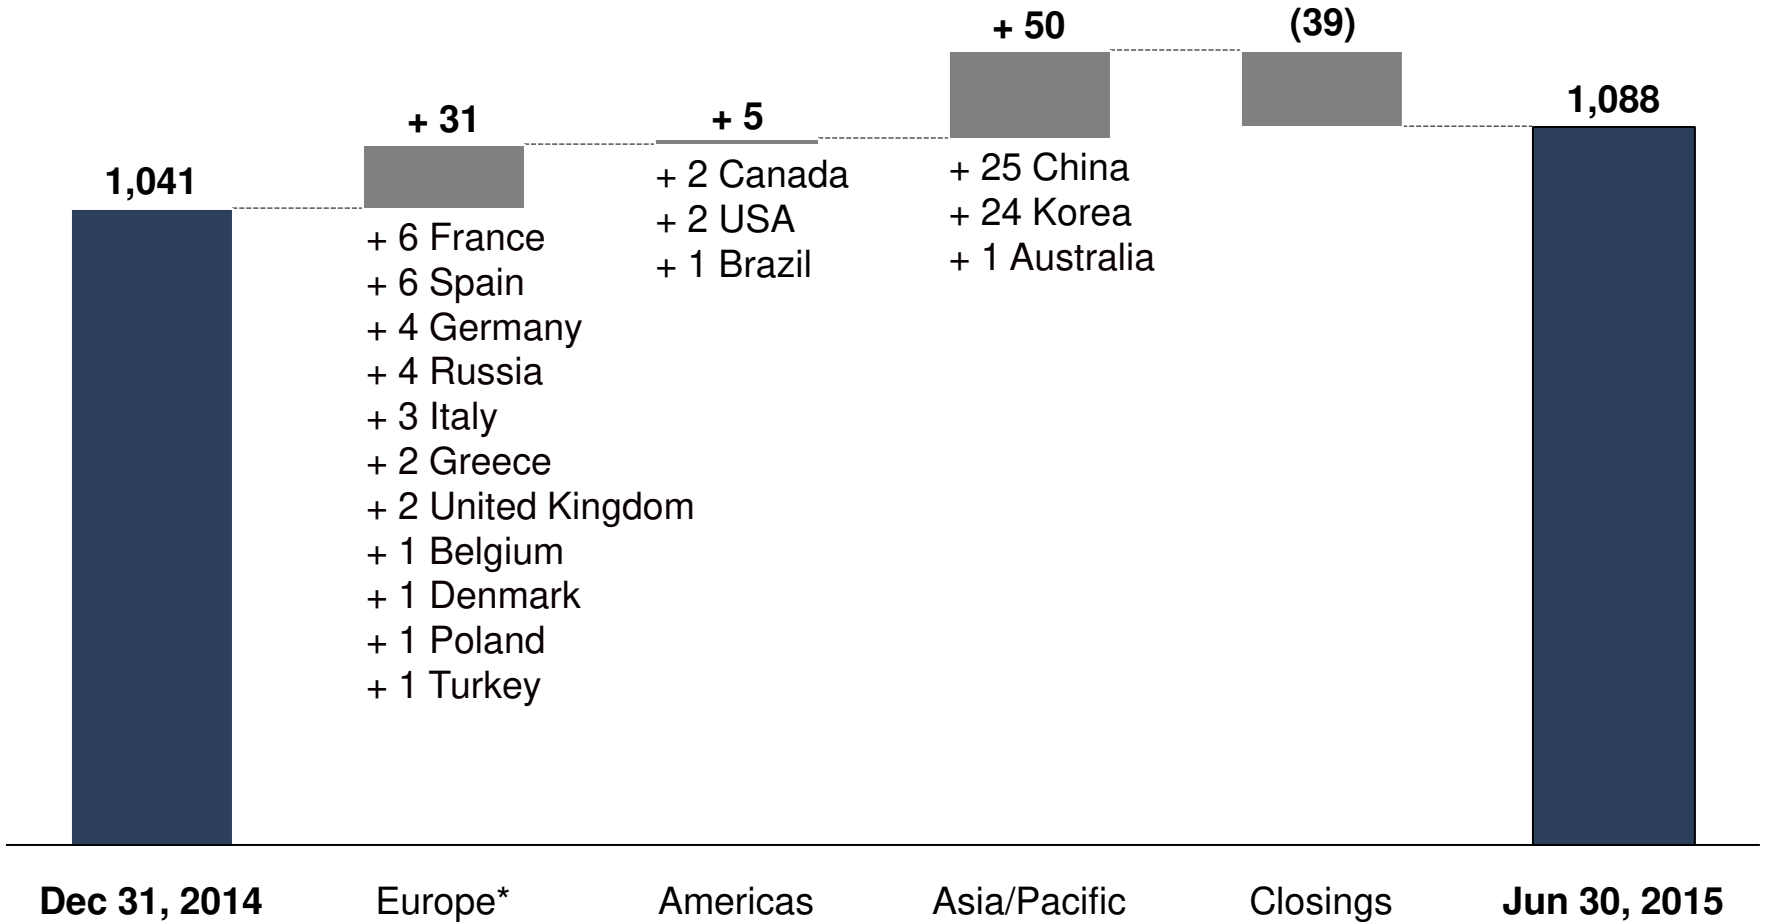 1,041
+ 31
+ 6 France
+ 6 Spain
+ 4 Germany
+ 4 Russia
+ 3 Italy
+ 2 Greece
+ 2 United Kingdom
+ 1 Belgium
+ 1 Denmark
+ 1 Poland
+ 1 Turkey
+ 5
+ 2 Canada
+ 2 USA
+ 1 Brazil
+ 50
+ 25 China
+ 24 Korea
+ 1 Australia
(39)
1,088
Dec 31, 2014
Europe*
Americas
Asia/Pacific
Closings
Jun 30, 2015